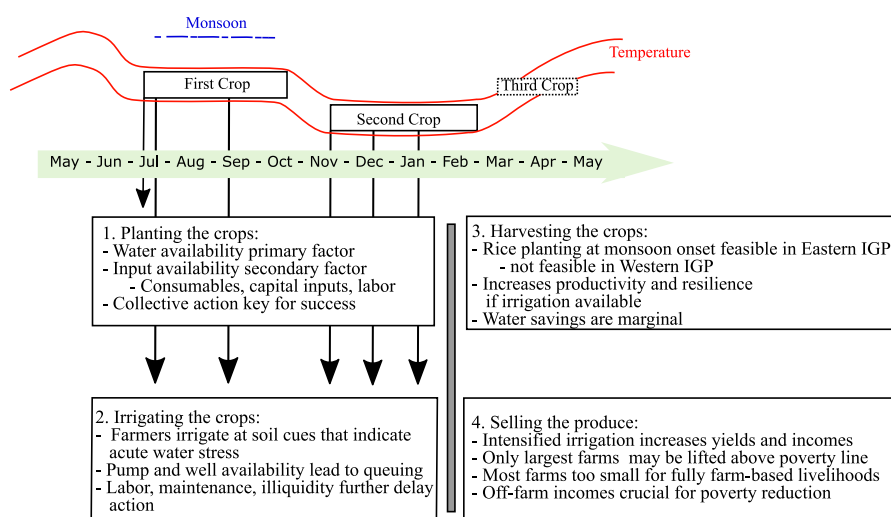 Monsoon
Temperature
First Crop
Third Crop
Second Crop
May - Jun - Jul - Aug - Sep - Oct - Nov - Dec - Jan - Feb - Mar - Apr - May
1. Planting the crops:
- Water availability primary factor
- Input availability secondary factor
- Consumables, capital inputs, labor
- Collective action key for success
3. Harvesting the crops:
- Rice planting at monsoon onset feasible in Eastern IGP
- not feasible in Western IGP
- Increases productivity and resilience
if irrigation available
- Water savings are marginal
2. Irrigating the crops:
- Farmers irrigate at soil cues that indicate
acute water stress
- Pump and well availability lead to queuing
- Labor, maintenance, illiquidity further delay
action
4. Selling the produce:
- Intensified irrigation increases yields and incomes
- Only largest farms may be lifted above poverty line
- Most farms too small for fully farm-based livelihoods
- Off-farm incomes crucial for poverty reduction